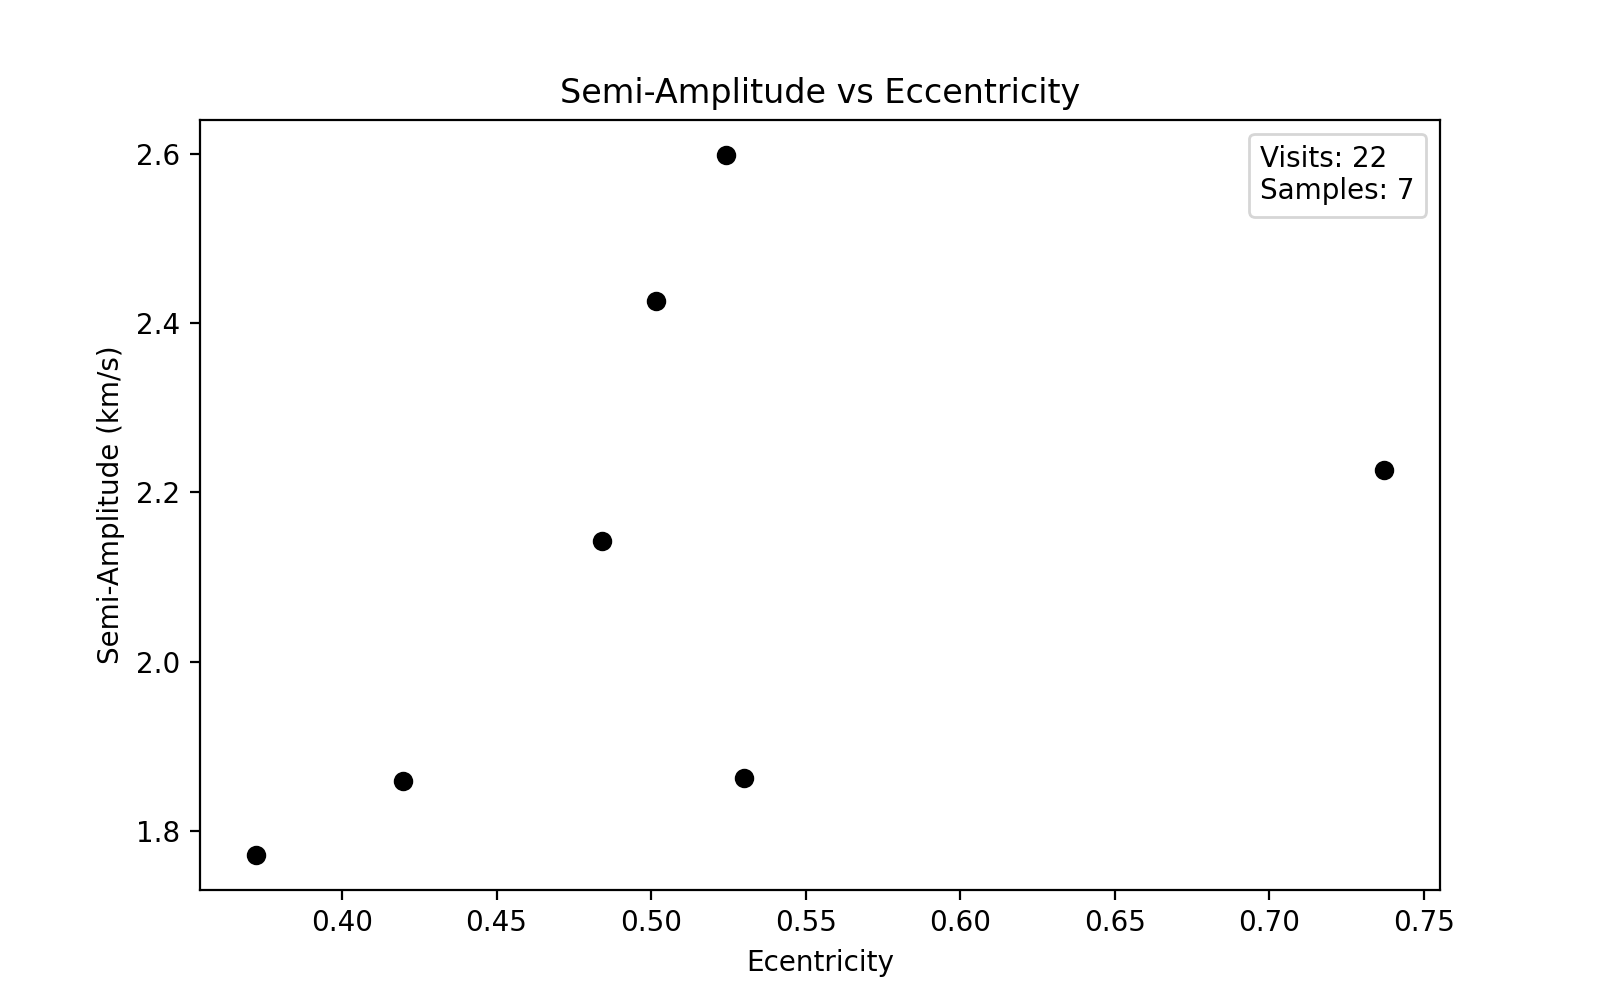 Semi-Amplitude vs Eccentricity
Visits: 22
Samples: 7
2.6
2.4
2.2
2.0
1.8
Semi-Amplitude (km/s)
0.40 0.45 0.50 0.55 0.60 0.65 0.70 0.75
Ecentricity